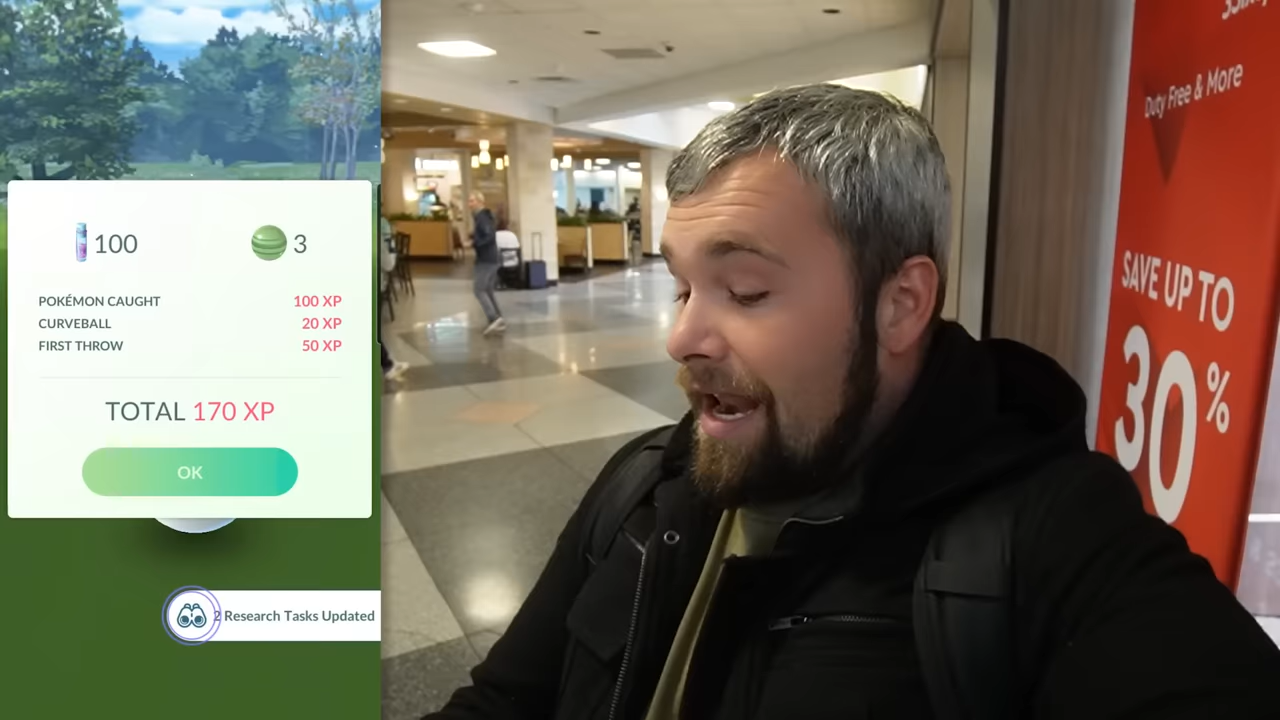 100
3
POKÉMON CAUGHT 100 XP
CURVEBALL 20 XP
FIRST THROW 50 XP
TOTAL 170 XP
OK
2 Research Tasks Updated
Duty Free & More
SAVE UP TO
30%